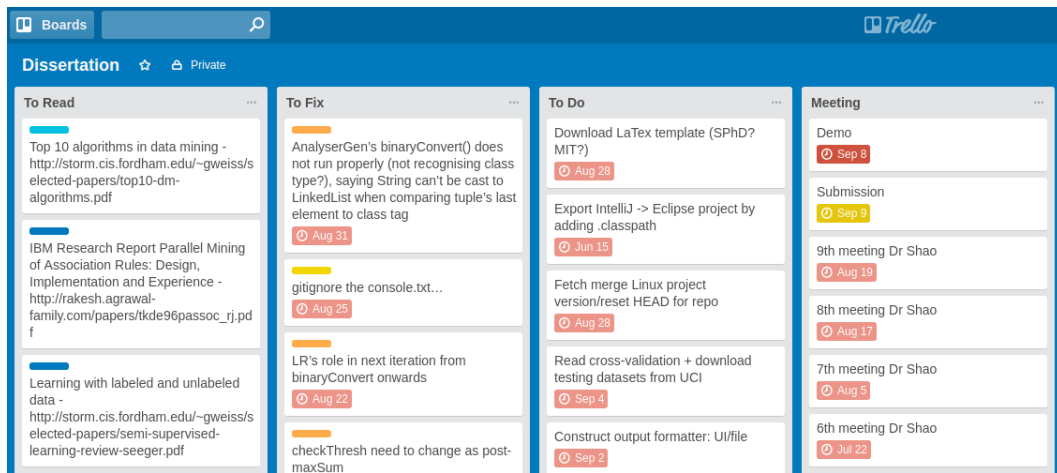 Boards
Trello
Dissertation
Private
To Read
Top 10 algorithms in data mining -
http://storm.cis.fordham.edu/~gweiss/s
elected-papers/top10-dm-
algorithms.pdf
IBM Research Report Parallel Mining
of Association Rules: Design,
Implementation and Experience -
http://rakesh.agrawal-
family.com/papers/tkde96passoc_rj.pd
f
Learning with labeled and unlabeled
data -
http://storm.cis.fordham.edu/~gweiss/s
elected-papers/semi-supervised-
learning-review-seeger.pdf
To Fix
AnalyserGen's binaryConvert() does
not run properly (not recognising class
type?), saying String can't be cast to
LinkedList when comparing tuple's last
element to class tag
Aug 31
gitignore the console.txt…
Aug 25
LR's role in next iteration from
binaryConvert onwards
Aug 22
checkThresh need to change as post-
maxSum
To Do
Download LaTex template (SPhD?
MIT?)
Aug 28
Export IntelliJ -> Eclipse project by
adding .classpath
Jun 15
Fetch merge Linux project
version/reset HEAD for repo
Aug 28
Read cross-validation + download
testing datasets from UCI
Sep 4
Construct output formatter: UI/file
Sep 2
Meeting
Demo
Sep 8
Submission
Sep 9
9th meeting Dr Shao
Aug 19
8th meeting Dr Shao
Aug 17
7th meeting Dr Shao
Aug 5
6th meeting Dr Shao
Jul 22